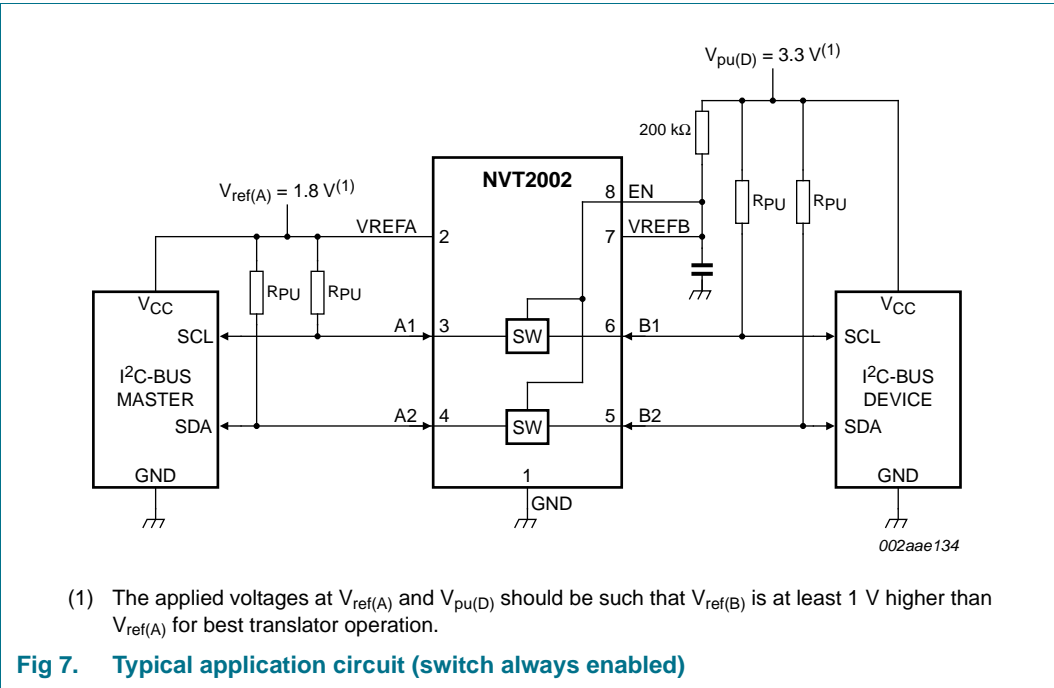 Vpu(D) = 3.3 V(1)
200 kΩ
NVT2002
Vref(A) = 1.8 V(1)
8 EN
RPU RPU
VREFA 2
7 VREFB
RPU RPU
VCC
VCC
SCL
A1 3
SW
6 B1
SCL
I2C-BUS
MASTER
I2C-BUS
DEVICE
SDA
A2 4
SW
5 B2
SDA
GND
1
GND
GND
002aae134
(1) The applied voltages at Vref(A) and Vpu(D) should be such that Vref(B) is at least 1 V higher than
Vref(A) for best translator operation.
Fig 7. Typical application circuit (switch always enabled)